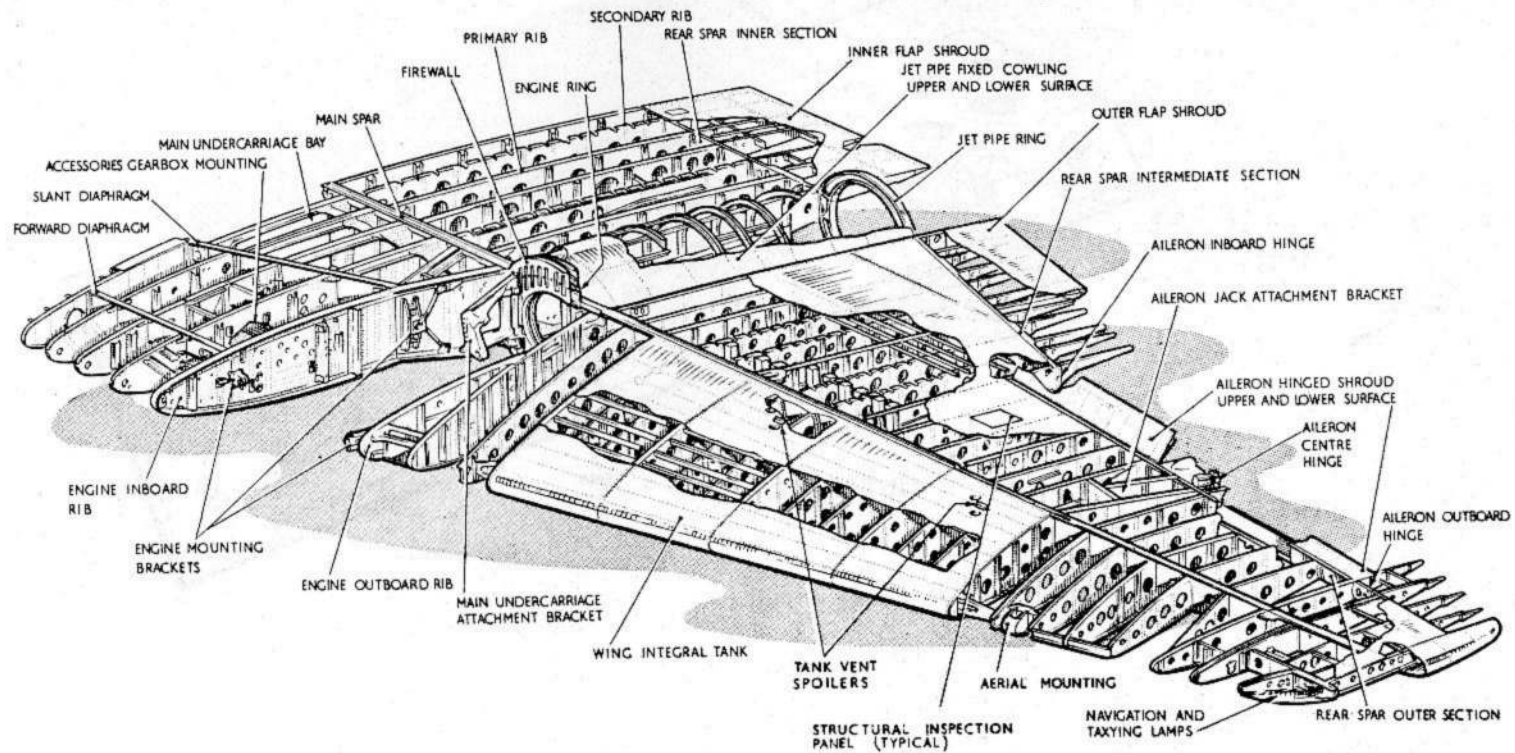 SECONDARY RIB
REAR SPAR INNER SECTION
PRIMARY RIB
FIREWALL
ENGINE RING
MAIN SPAR
MAIN UNDERCARRIAGE BAY
ACCESSORIES GEARBOX MOUNTING
SLANT DIAPHRAGM
FORWARD DIAPHRAGM
INNER FLAP SHROUD
JET PIPE FIXED COWLING
UPPER AND LOWER SURFACE
OUTER FLAP SHROUD
JET PIPE RING
REAR SPAR INTERMEDIATE SECTION
AILERON INBOARD HINGE
AILERON JACK ATTACHMENT BRACKET
AILERON HINGED SHROUD
UPPER AND LOWER SURFACE
AILERON
CENTRE
HINGE
AILERON OUTBOARD
HINGE
ENGINE INBOARD
RIB
ENGINE MOUNTING
BRACKETS
ENGINE OUTBOARD RIB
MAIN UNDERCARRIAGE
ATTACHMENT BRACKET
WING INTEGRAL TANK
TANK VENT
SPOILERS
AERIAL MOUNTING
STRUCTURAL INSPECTION
PANEL (TYPICAL)
NAVIGATION AND
TAXYING LAMPS
REAR SPAR OUTER SECTION